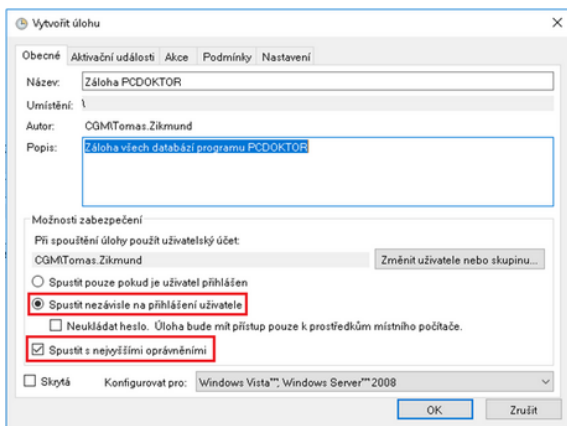 Vytvořit úlohu
Obecné Aktivační události Akce Podmínky Nastavení
Název: Záloha PCDOKTOR
Umístění: \
Autor: CGM\Tomas.Zikmund
Popis: Záloha všech databází programu PCDOKTOR
Možnosti zabezpečení
Při spouštění úlohy použít uživatelský účet:
CGM\Tomas.Zikmund Změnit uživatele nebo skupinu...
Spustit pouze pokud je uživatel přihlášen
Spustit nezávisle na přihlášení uživatele
Neukládat heslo. Úloha bude mít přístup pouze k prostředkům místního počítače.
Spustit s nejvyššími oprávněními
Skrytá Konfigurovat pro: Windows Vista™, Windows Server™ 2008
OK Zrušit